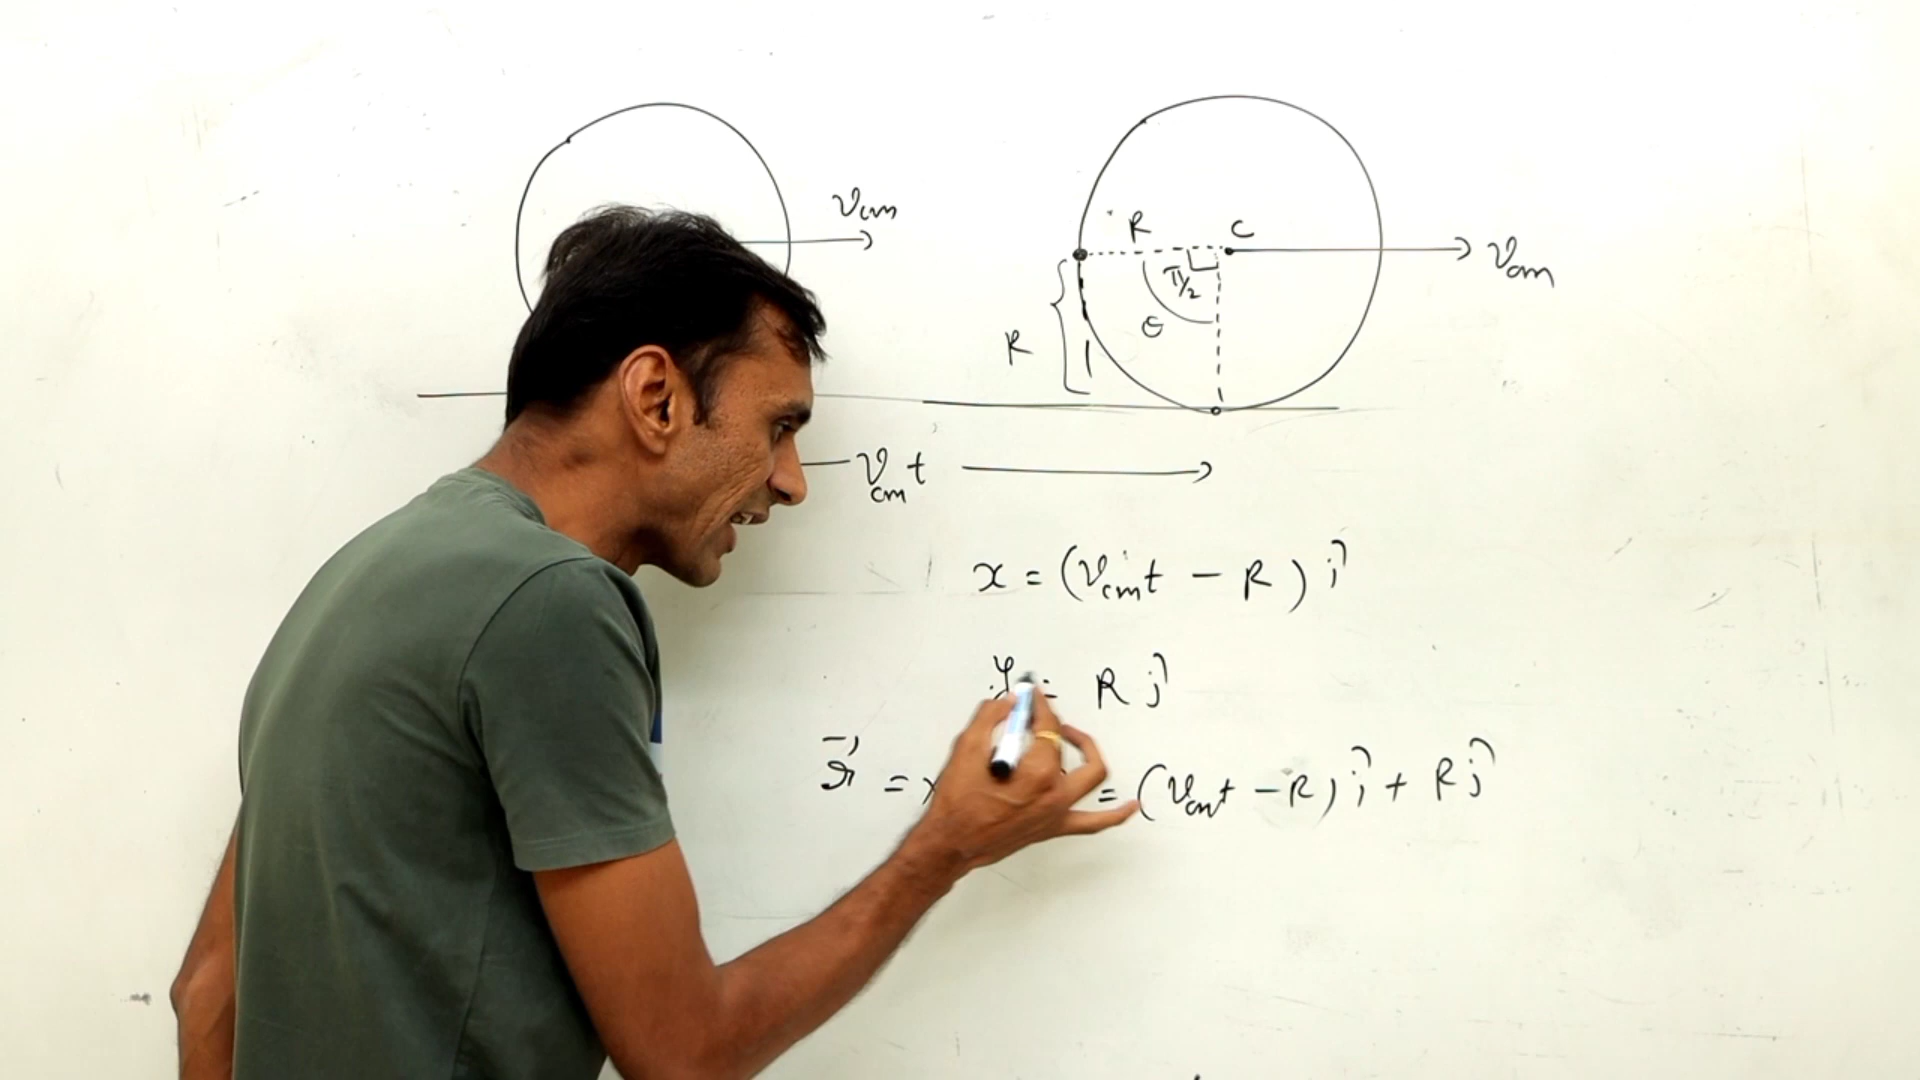 v_cm
R C
v_cm
π/2
R θ
v_cm t
x = (v_cm t - R) î
y = R ĵ
r⃗ = x = (v_cm t - R) î + R ĵ